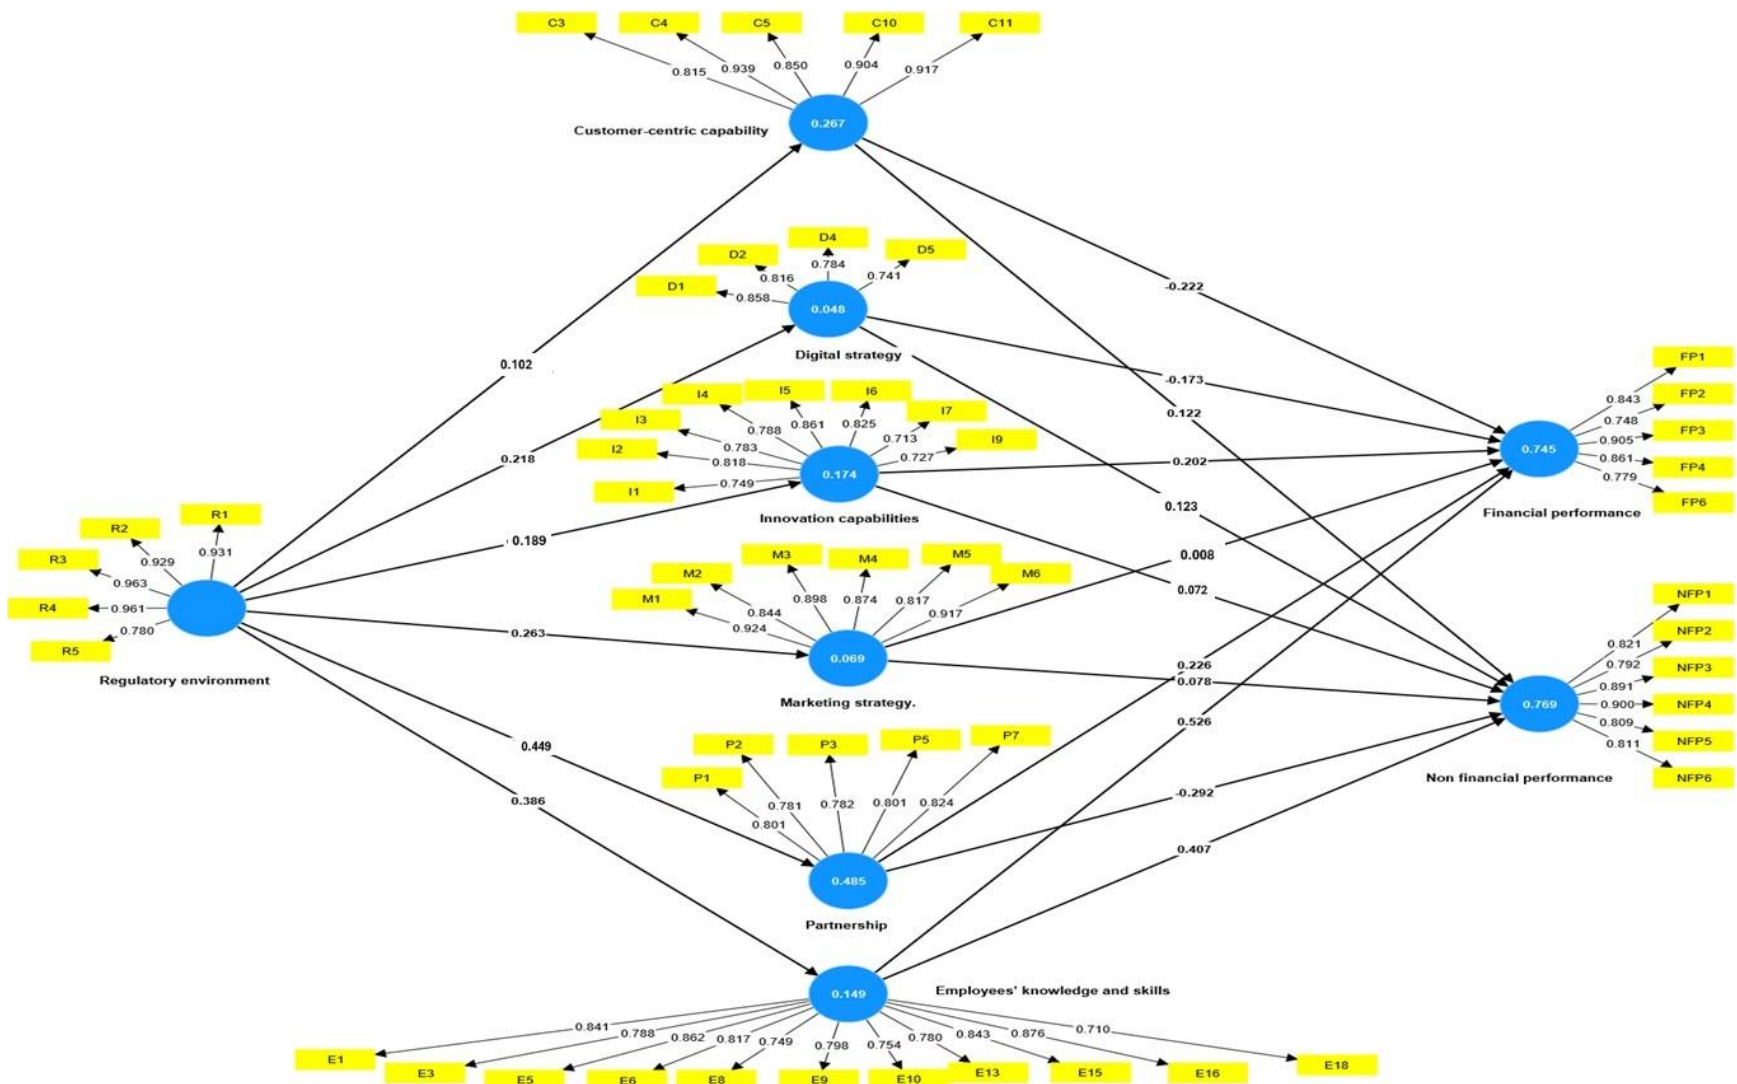 C3 C4 C5 C10 C11
0.815 0.939 0.850 0.904 0.917
0.267
Customer-centric capability
D1 D2 D4 D5
0.858 0.816 0.784 0.741
0.048
Digital strategy
I1 I2 I3 I4 I5 I6 I7 I9
0.749 0.818 0.783 0.788 0.861 0.825 0.713 0.727
0.174
Innovation capabilities
R1 R2 R3 R4 R5
0.931 0.929 0.963 0.961 0.780
Regulatory environment
0.102
0.218
0.189
0.263
0.449
0.386
M1 M2 M3 M4 M5 M6
0.924 0.844 0.898 0.874 0.817 0.917
0.069
Marketing strategy.
P1 P2 P3 P5 P7
0.801 0.781 0.782 0.801 0.824
0.485
Partnership
0.149
Employees' knowledge and skills
0.841 0.788 0.862 0.817 0.749 0.798 0.754 0.780 0.843 0.876 0.710
E1 E3 E5 E6 E8 E9 E10 E13 E15 E16 E18
-0.222
-0.173
0.122
0.202
0.123
0.008
0.072
0.226
0.078
0.526
-0.292
0.407
FP1 FP2 FP3 FP4 FP6
0.843 0.748 0.905 0.861 0.779
0.745
Financial performance
NFP1 NFP2 NFP3 NFP4 NFP5 NFP6
0.821 0.792 0.891 0.900 0.809 0.811
0.769
Non financial performance